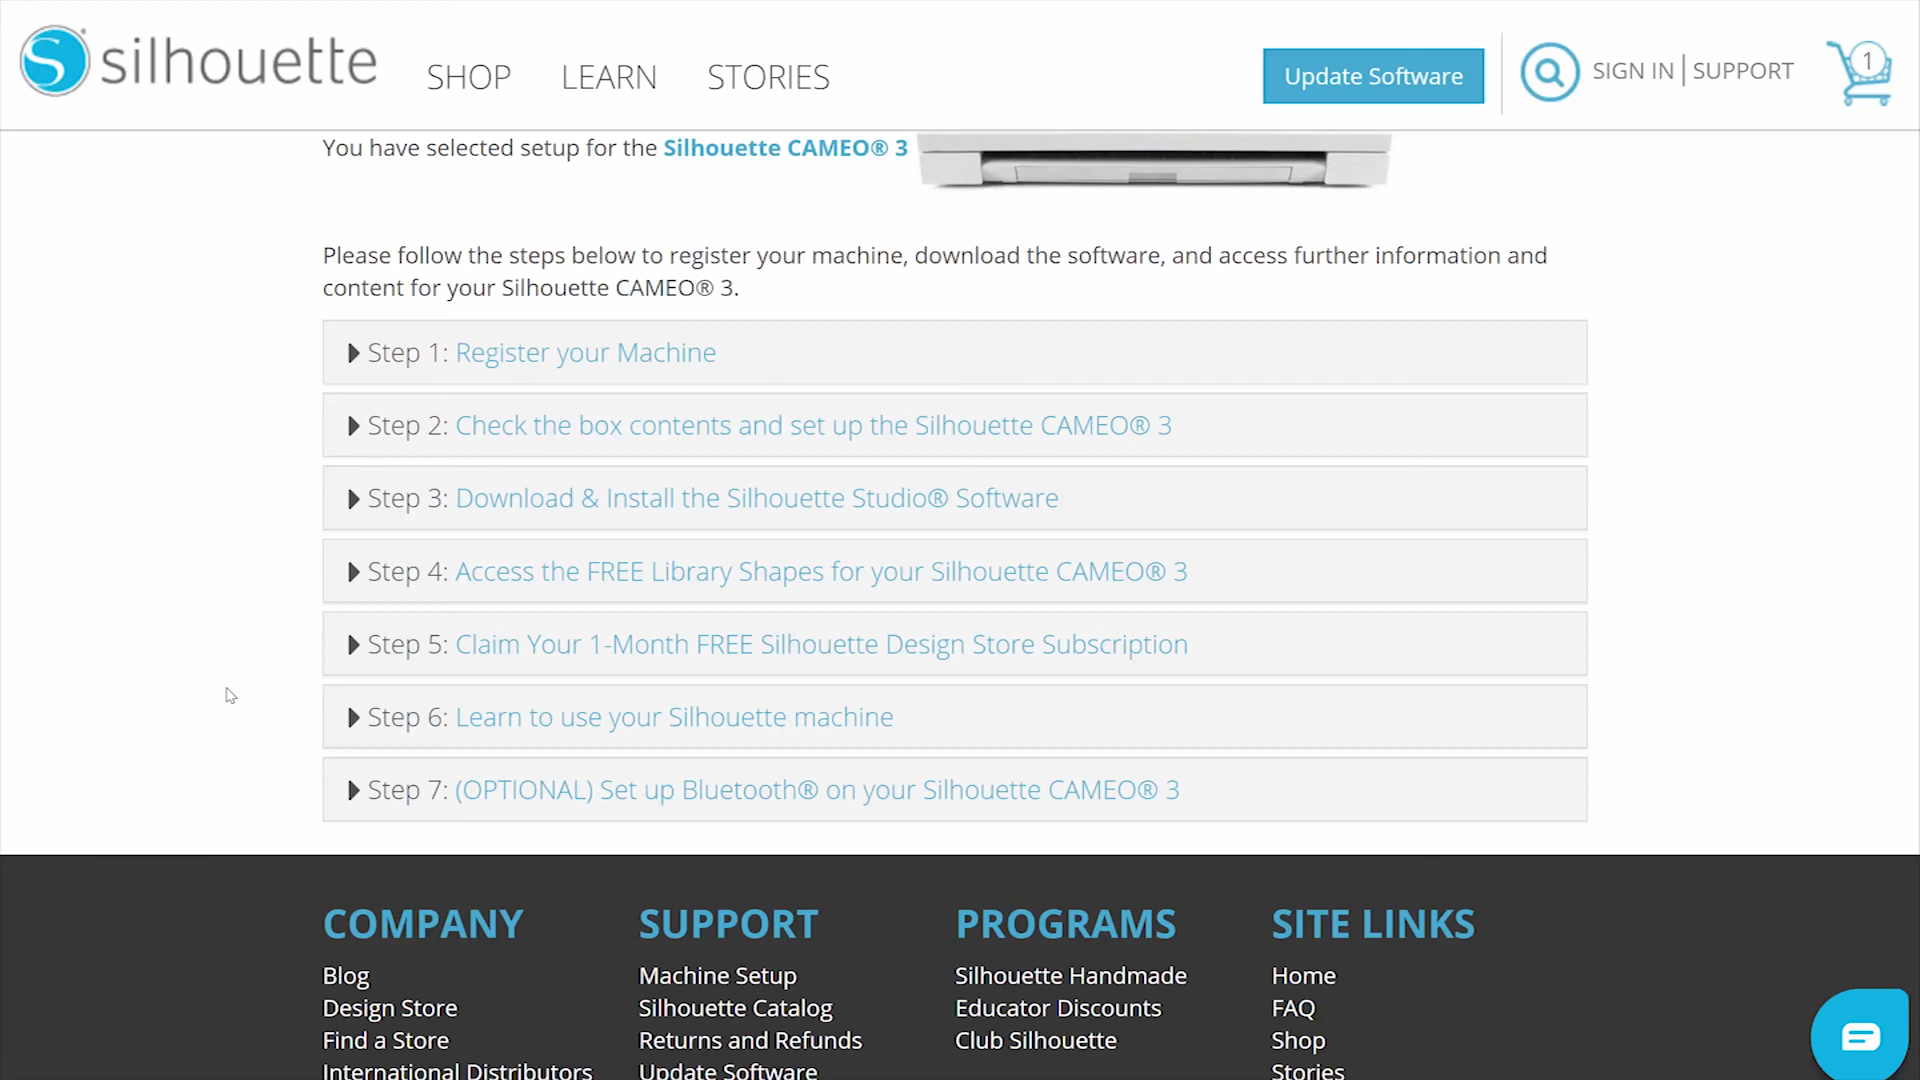 silhouette
SHOP LEARN STORIES
Update Software
SIGN IN | SUPPORT
1
You have selected setup for the Silhouette CAMEO® 3
Please follow the steps below to register your machine, download the software, and access further information and
content for your Silhouette CAMEO® 3.
Step 1: Register your Machine
Step 2: Check the box contents and set up the Silhouette CAMEO® 3
Step 3: Download & Install the Silhouette Studio® Software
Step 4: Access the FREE Library Shapes for your Silhouette CAMEO® 3
Step 5: Claim Your 1-Month FREE Silhouette Design Store Subscription
Step 6: Learn to use your Silhouette machine
Step 7: (OPTIONAL) Set up Bluetooth® on your Silhouette CAMEO® 3
COMPANY
Blog
Design Store
Find a Store
International Distributors
SUPPORT
Machine Setup
Silhouette Catalog
Returns and Refunds
Update Software
PROGRAMS
Silhouette Handmade
Educator Discounts
Club Silhouette
SITE LINKS
Home
FAQ
Shop
Stories